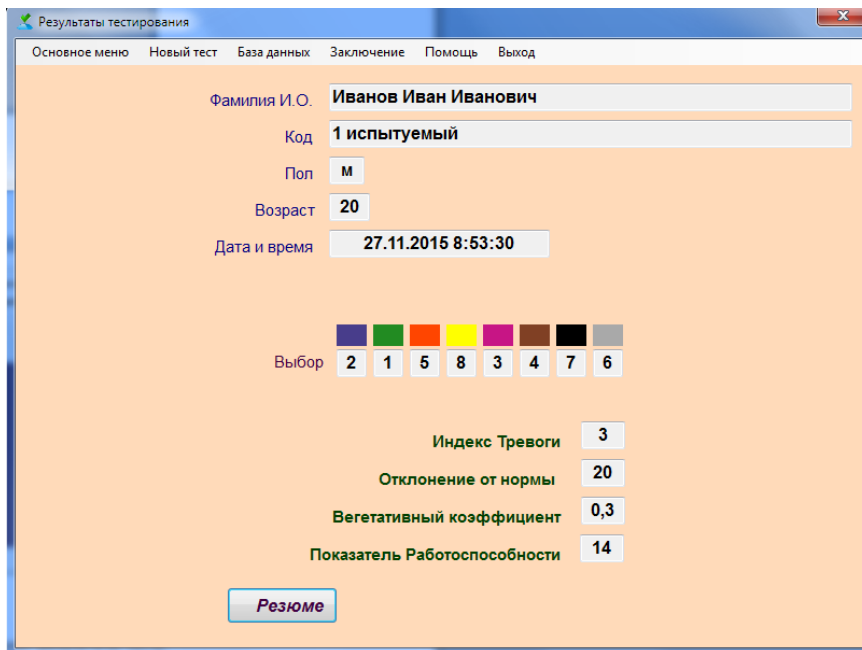 Результаты тестирования
Основное меню Новый тест База данных Заключение Помощь Выход
Фамилия И.О. Иванов Иван Иванович
Код 1 испытуемый
Пол м
Возраст 20
Дата и время 27.11.2015 8:53:30
Выбор 2 1 5 8 3 4 7 6
Индекс Тревоги 3
Отклонение от нормы 20
Вегетативный коэффициент 0,3
Показатель Работоспособности 14
Резюме